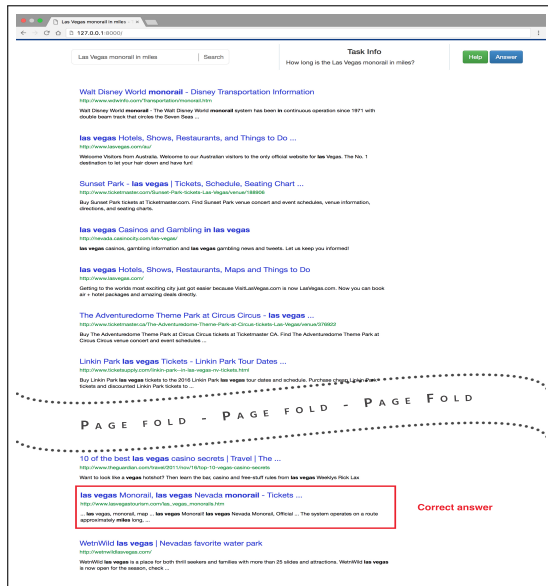 Las Vegas monorail in miles
127.0.0.1:8000/
Las Vegas monorail in miles
Search
Task Info
How long is the Las Vegas monorail in miles?
Help
Answer
Walt Disney World monorail - Disney Transportation Information
http://www.wdwinfo.com/Transportation/monorail.htm
Walt Disney World monorail - The Walt Disney World monorail system has been in continuous operation since 1971 with
double beam track that circles the Seven Seas ...
las vegas Hotels, Shows, Restaurants, and Things to Do ...
http://www.lasvegas.com/au/
Welcome Visitors from Australia. Welcome to our Australian visitors to the only official website for las Vegas. The No. 1
destination to let your hair down and have fun!
Sunset Park - las vegas | Tickets, Schedule, Seating Chart ...
http://www.ticketmaster.com/Sunset-Park-tickets-Las-Vegas/venue/188908
Buy Sunset Park tickets at Ticketmaster.com. Find Sunset Park venue concert and event schedules, venue information,
directions, and seating charts.
las vegas Casinos and Gambling in las vegas
http://nevada.casinocity.com/las-vegas/
las vegas casinos, gambling information and las vegas gambling news and tweets. Let us keep you informed!
las vegas Hotels, Shows, Restaurants, Maps and Things to Do
http://www.lasvegas.com/
Getting to the worlds most exciting city just got easier because VisitLasVegas.com is now LasVegas.com. Now you can book
air + hotel packages and amazing deals directly.
The Adventuredome Theme Park at Circus Circus - las vegas ...
http://www.ticketmaster.ca/The-Adventuredome-Theme-Park-at-Circus-Circus-tickets-Las-Vegas/venue/376922
Buy The Adventuredome Theme Park at Circus Circus tickets at Ticketmaster CA. Find The Adventuredome Theme Park at
Circus Circus venue concert and event schedules ...
Linkin Park las vegas Tickets - Linkin Park Tour Dates ...
http://www.ticketsupply.com/linkin-park--in-las-vegas-nv-tickets.html
Buy Linkin Park las vegas tickets to the 2016 Linkin Park las vegas tour dates and schedule. Purchase cheap Linkin Park
tickets and discounted Linkin Park tickets to ...
PAGE FOLD - PAGE FOLD - PAGE FOLD
10 of the best las vegas casino secrets | Travel | The ...
http://www.theguardian.com/travel/2011/nov/16/top-10-vegas-casino-secrets
Want to look like a vegas hotshot? Then learn the bar, casino and free-stuff rules from las vegas Weeklys Rick Lax
las vegas Monorail, las vegas Nevada monorail - Tickets ...
http://www.lasvegastourism.com/las_vegas_monorails.htm
... las vegas, monorail, map ... las vegas Monorail! las vegas Nevada Monorail, Official ... The system operates on a route
approximately miles long, ...
Correct answer
WetnWild las vegas | Nevadas favorite water park
http://wetnwildlasvegas.com/
WetnWild las vegas is a place for both thrill seekers and families with more than 25 slides and attractions. WetnWild las vegas
is now open for the season, check ...